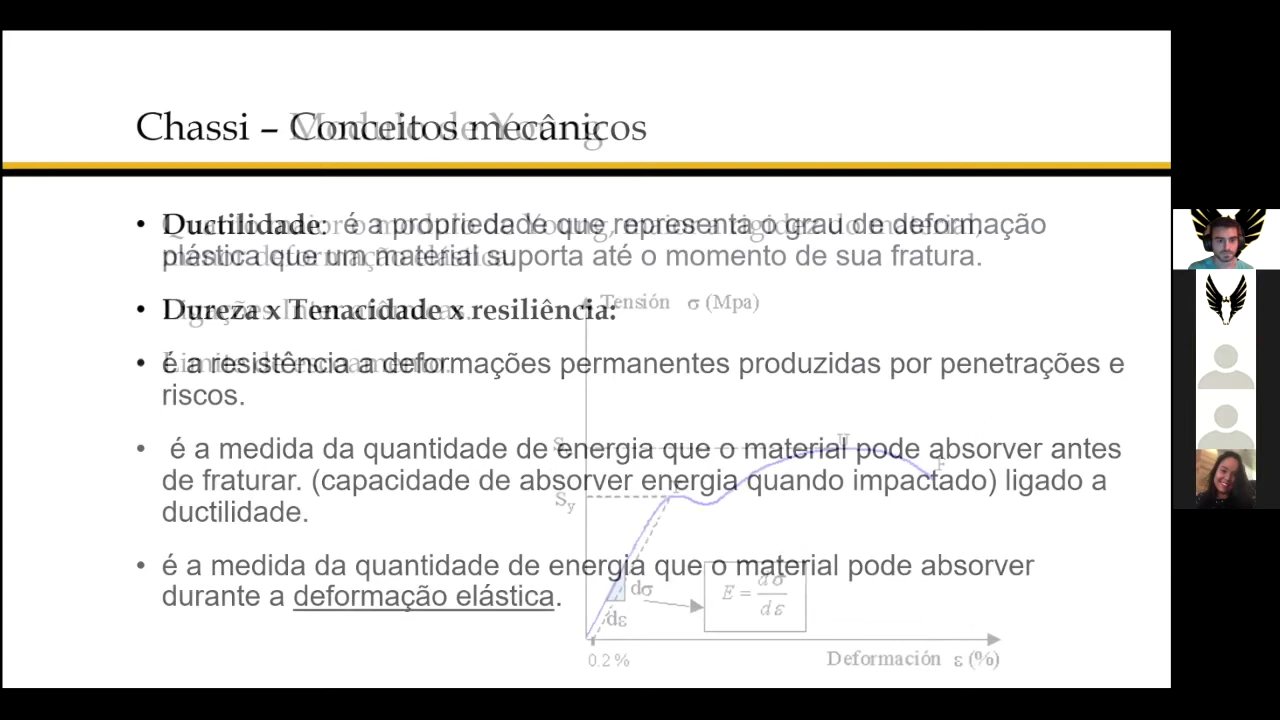 Chassi – Conceitos mecânicos
Modulo de Young
• Ductilidade: é a propriedade que representa o grau de deformação
plástica que um material suporta até o momento de sua fratura.
• Dureza x Tenacidade x resiliência:
• é a resistência a deformações permanentes produzidas por penetrações e
riscos.
• é a medida da quantidade de energia que o material pode absorver antes
de fraturar. (capacidade de absorver energia quando impactado) ligado a
ductilidade.
• é a medida da quantidade de energia que o material pode absorver
durante a deformação elástica.
Tensión σ (Mpa)
Sy
dσ
dε
E = dσ
dε
0.2 %
Deformación ε (%)